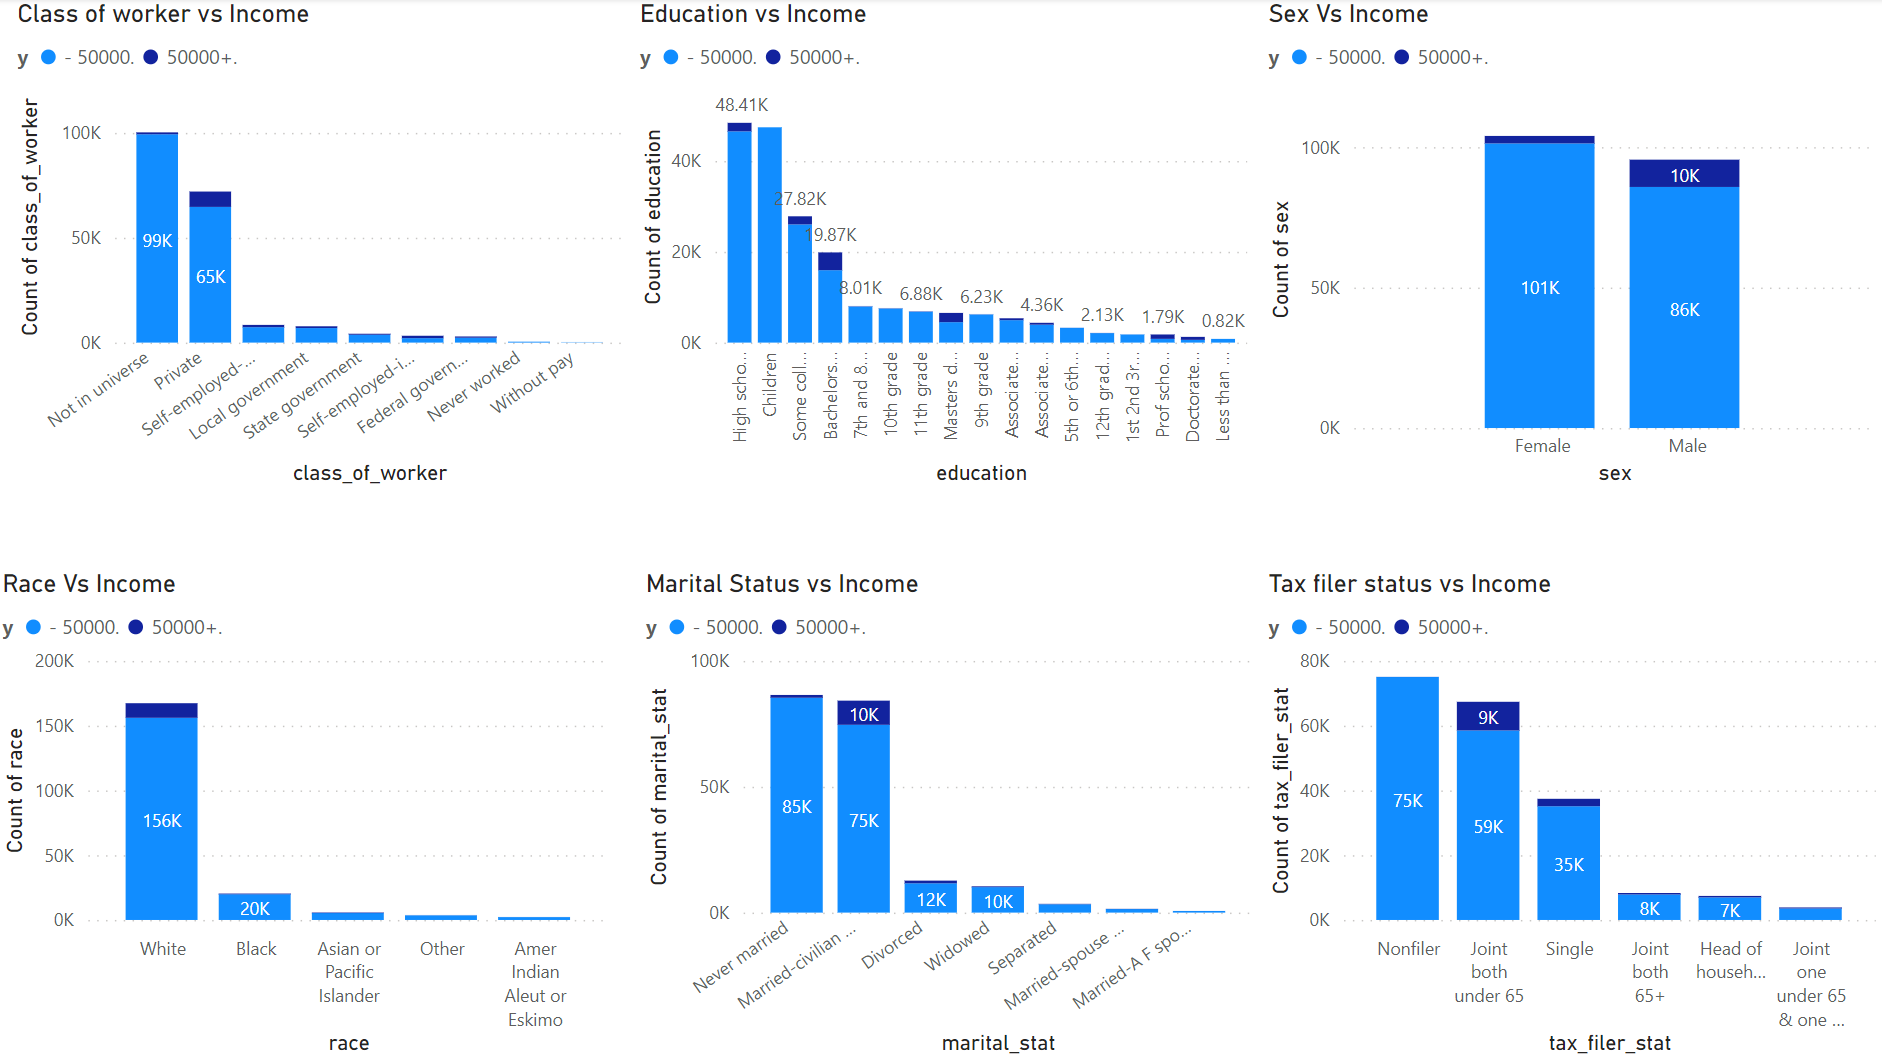 Class of worker vs Income
y - 50000. 50000+.
Count of class_of_worker
100K
50K
0K
99K
65K
Not in universe
Private
Self-employed-...
Local government
State government
Self-employed-i...
Federal govern...
Never worked
Without pay
class_of_worker
Education vs Income
y - 50000. 50000+.
Count of education
40K
20K
0K
48.41K
27.82K
19.87K
8.01K
6.88K
6.23K
4.36K
2.13K
1.79K
0.82K
High scho...
Children
Some coll...
Bachelors...
7th and 8...
10th grade
11th grade
Masters d...
9th grade
Associate...
Associate...
5th or 6th...
12th grad...
1st 2nd 3r...
Prof scho...
Doctorate...
Less than ...
education
Sex Vs Income
y - 50000. 50000+.
Count of sex
100K
50K
0K
101K
10K
86K
Female
Male
sex
Race Vs Income
y - 50000. 50000+.
Count of race
200K
150K
100K
50K
0K
156K
20K
White
Black
Asian or
Pacific
Islander
Other
Amer
Indian
Aleut or
Eskimo
race
Marital Status vs Income
y - 50000. 50000+.
Count of marital_stat
100K
50K
0K
85K
10K
75K
12K
10K
Never married
Married-civilian ...
Divorced
Widowed
Separated
Married-spouse ...
Married-A F spo...
marital_stat
Tax filer status vs Income
y - 50000. 50000+.
Count of tax_filer_stat
80K
60K
40K
20K
0K
75K
9K
59K
35K
8K
7K
Nonfiler
Joint
both
under 65
Single
Joint
both
65+
Head of
househ...
Joint
one
under 65
& one ...
tax_filer_stat